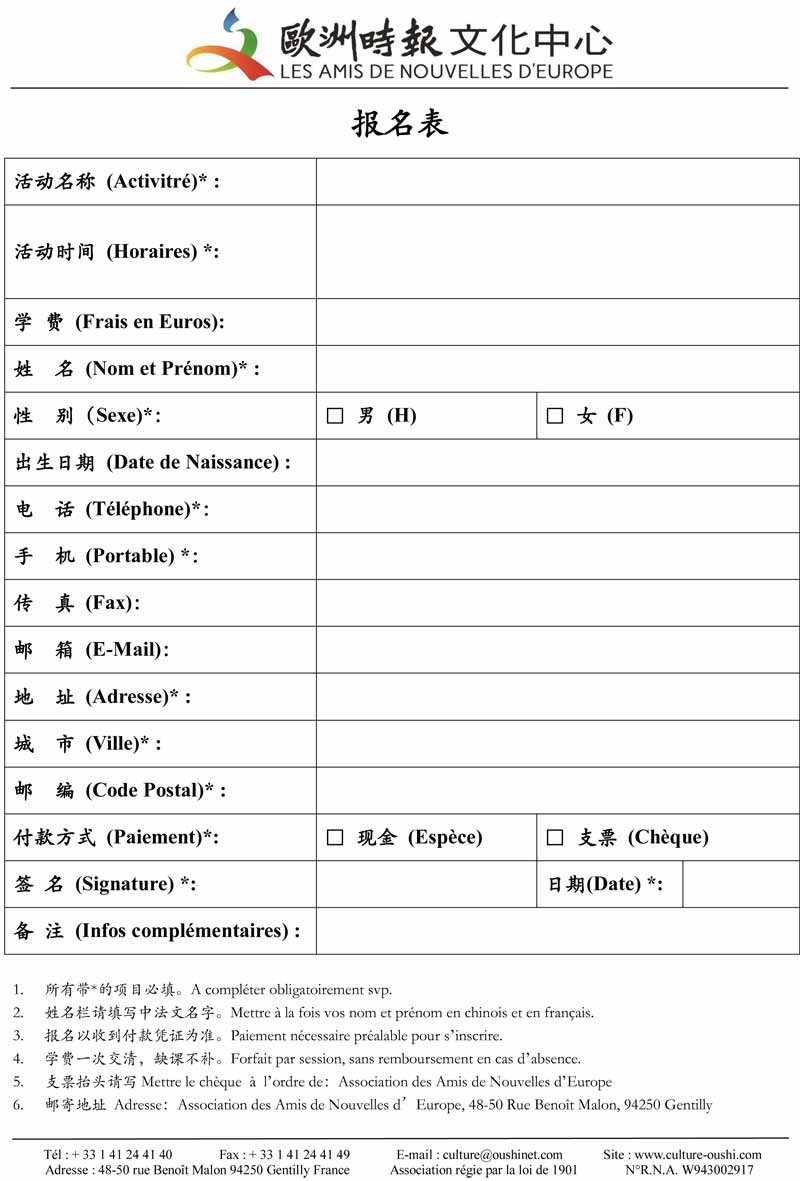 歐洲時報文化中心
LES AMIS DE NOUVELLES D'EUROPE
报名表
活动名称 (Activitré)* :
活动时间 (Horaires) *:
学 费 (Frais en Euros):
姓 名 (Nom et Prénom)* :
性 别（Sexe)*: □ 男 (H) □ 女 (F)
出生日期 (Date de Naissance) :
电 话 (Téléphone)*:
手 机 (Portable) *:
传 真 (Fax):
邮 箱 (E-Mail):
地 址 (Adresse)* :
城 市 (Ville)* :
邮 编 (Code Postal)* :
付款方式 (Paiement)*: □ 现金 (Espèce) □ 支票 (Chèque)
签 名 (Signature) *: 日期(Date) *:
备 注 (Infos complémentaires) :
1. 所有带*的项目必填。A compléter obligatoirement svp.
2. 姓名栏请填写中法文名字。Mettre à la fois vos nom et prénom en chinois et en français.
3. 报名以收到付款凭证为准。Paiement nécessaire préalable pour s'inscrire.
4. 学费一次交清，缺课不补。Forfait par session, sans remboursement en cas d'absence.
5. 支票抬头请写 Mettre le chèque à l'ordre de: Association des Amis de Nouvelles d'Europe
6. 邮寄地址 Adresse: Association des Amis de Nouvelles d' Europe, 48-50 Rue Benoît Malon, 94250 Gentilly
Tél : + 33 1 41 24 41 40 Fax : + 33 1 41 24 41 49 E-mail : culture@oushinet.com Site : www.culture-oushi.com
Adresse : 48-50 rue Benoît Malon 94250 Gentilly France Association régie par la loi de 1901 N°R.N.A. W943002917